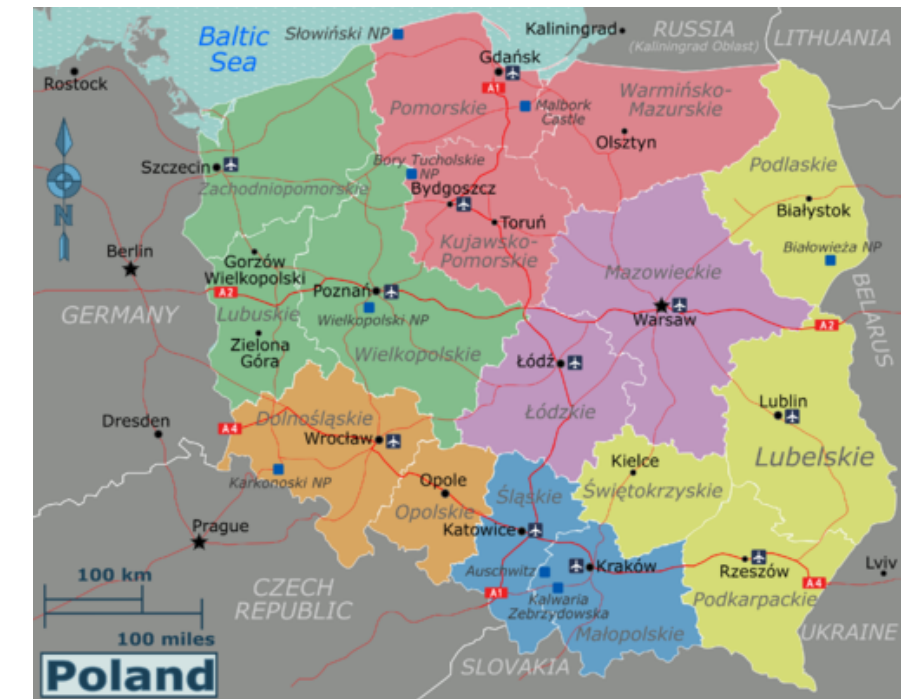 Baltic
Sea
Słowiński NP
Kaliningrad
RUSSIA
(Kaliningrad Oblast)
LITHUANIA
Rostock
Gdańsk
A1
Pomorskie
Malbork
Castle
Warmińsko-
Mazurskie
Olsztyn
Szczecin
Zachodniopomorskie
Bory Tucholskie
NP
Bydgoszcz
Toruń
Kujawsko-
Pomorskie
Podlaskie
Białystok
Białowieża NP
N
Berlin
Gorzów
Wielkopolski
A2
Lubuskie
Poznań
Wielkopolski NP
Mazowieckie
Warsaw
A2
BELARUS
GERMANY
Zielona
Góra
Wielkopolskie
Łódź
Łódzkie
Lublin
Lubelskie
Dresden
A4
Dolnośląskie
Wrocław
Karkonoski NP
Opole
Opolskie
Śląskie
Kielce
Świętokrzyskie
Prague
Katowice
Auschwitz
Kraków
Rzeszów
A4
Lviv
100 km
100 miles
CZECH
REPUBLIC
A1
Kalwaria
Zebrzydowska
Małopolskie
Podkarpackie
UKRAINE
SLOVAKIA
Poland